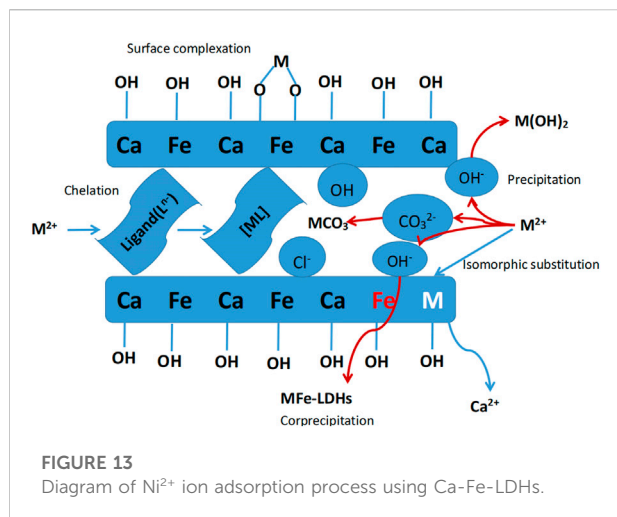 Surface complexation
M
OH OH OH O O OH OH OH
Ca Fe Ca Fe Ca Fe Ca
M(OH)₂
OH⁻
Precipitation
Chelation
OH
M²⁺
Ligand(Lⁿ⁻)
[ML]
MCO₃
CO₃²⁻
M²⁺
Cl⁻
OH⁻
Isomorphic substitution
Ca Fe Ca Fe Ca Fe M
OH OH OH OH OH OH OH
MFe-LDHs
Corprecipitation
Ca²⁺
FIGURE 13
Diagram of Ni²⁺ ion adsorption process using Ca-Fe-LDHs.